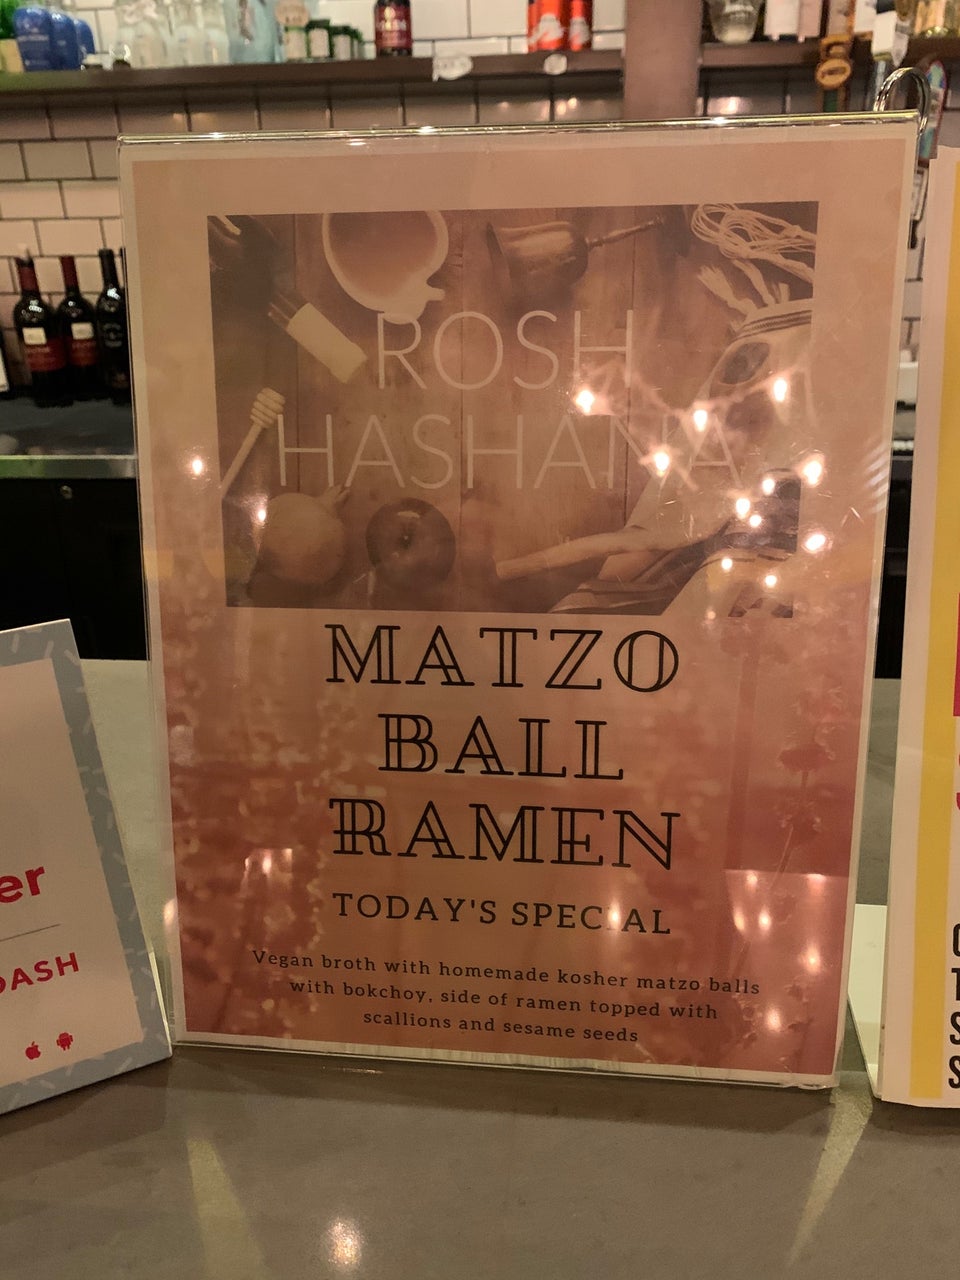 ROSH
HASHANA
MATZO
BALL
RAMEN
TODAY'S SPECIAL
Vegan broth with homemade kosher matzo balls
with bokchoy, side of ramen topped with
scallions and sesame seeds
er
DASH